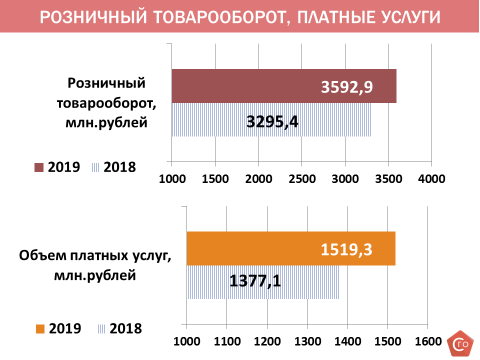 РОЗНИЧНЫЙ ТОВАРООБОРОТ, ПЛАТНЫЕ УСЛУГИ
Розничный
товарооборот,
млн.рублей
3592,9
3295,4
2019 2018
1000 1500 2000 2500 3000 3500 4000
Объем платных услуг,
млн.рублей
1519,3
1377,1
2019 2018
1000 1100 1200 1300 1400 1500 1600
СГО